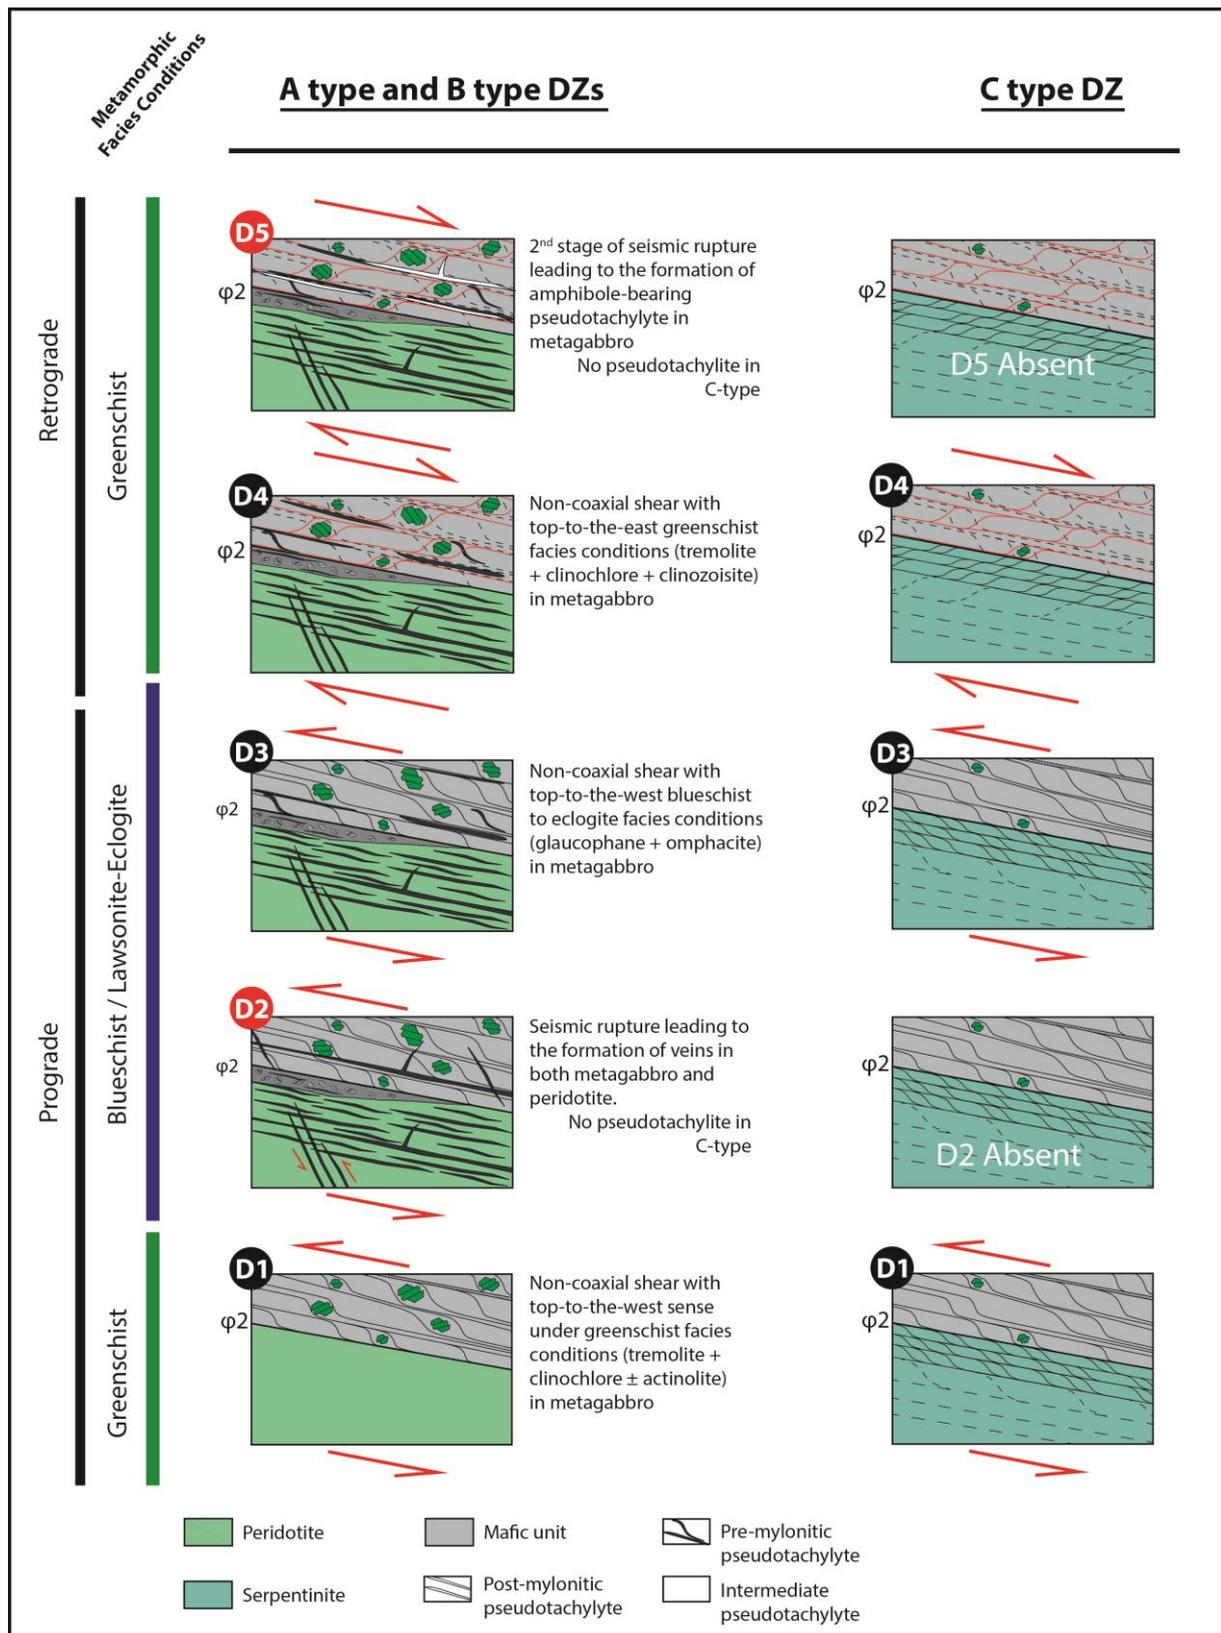 Metamorphic
Facies Conditions
A type and B type DZs
C type DZ
Retrograde
Greenschist
D5
φ2
2nd stage of seismic rupture
leading to the formation of
amphibole-bearing
pseudotachylyte in
metagabbro
No pseudotachylite in
C-type
φ2
D5 Absent
D4
φ2
Non-coaxial shear with
top-to-the-east greenschist
facies conditions (tremolite
+ clinochlore + clinozoisite)
in metagabbro
D4
φ2
Prograde
Blueschist / Lawsonite-Eclogite
D3
φ2
Non-coaxial shear with
top-to-the-west blueschist
to eclogite facies conditions
(glaucophane + omphacite)
in metagabbro
D3
φ2
D2
φ2
Seismic rupture leading to
the formation of veins in
both metagabbro and
peridotite.
No pseudotachylite in
C-type
φ2
D2 Absent
Greenschist
D1
φ2
Non-coaxial shear with
top-to-the-west sense
under greenschist facies
conditions (tremolite +
clinochlore ± actinolite)
in metagabbro
D1
φ2
Peridotite
Mafic unit
Pre-mylonitic
pseudotachylyte
Serpentinite
Post-mylonitic
pseudotachylyte
Intermediate
pseudotachylyte